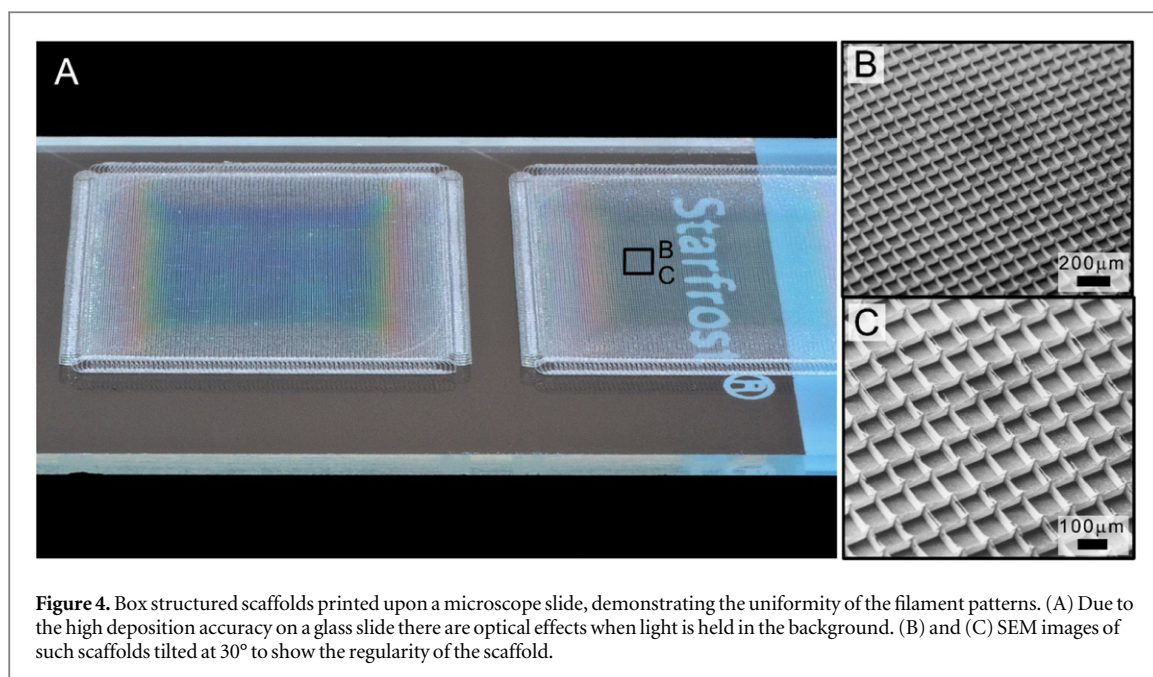 A
B
C
Starfrost
®
B
200μm
C
100μm
Figure 4. Box structured scaffolds printed upon a microscope slide, demonstrating the uniformity of the filament patterns. (A) Due to
the high deposition accuracy on a glass slide there are optical effects when light is held in the background. (B) and (C) SEM images of
such scaffolds tilted at 30° to show the regularity of the scaffold.